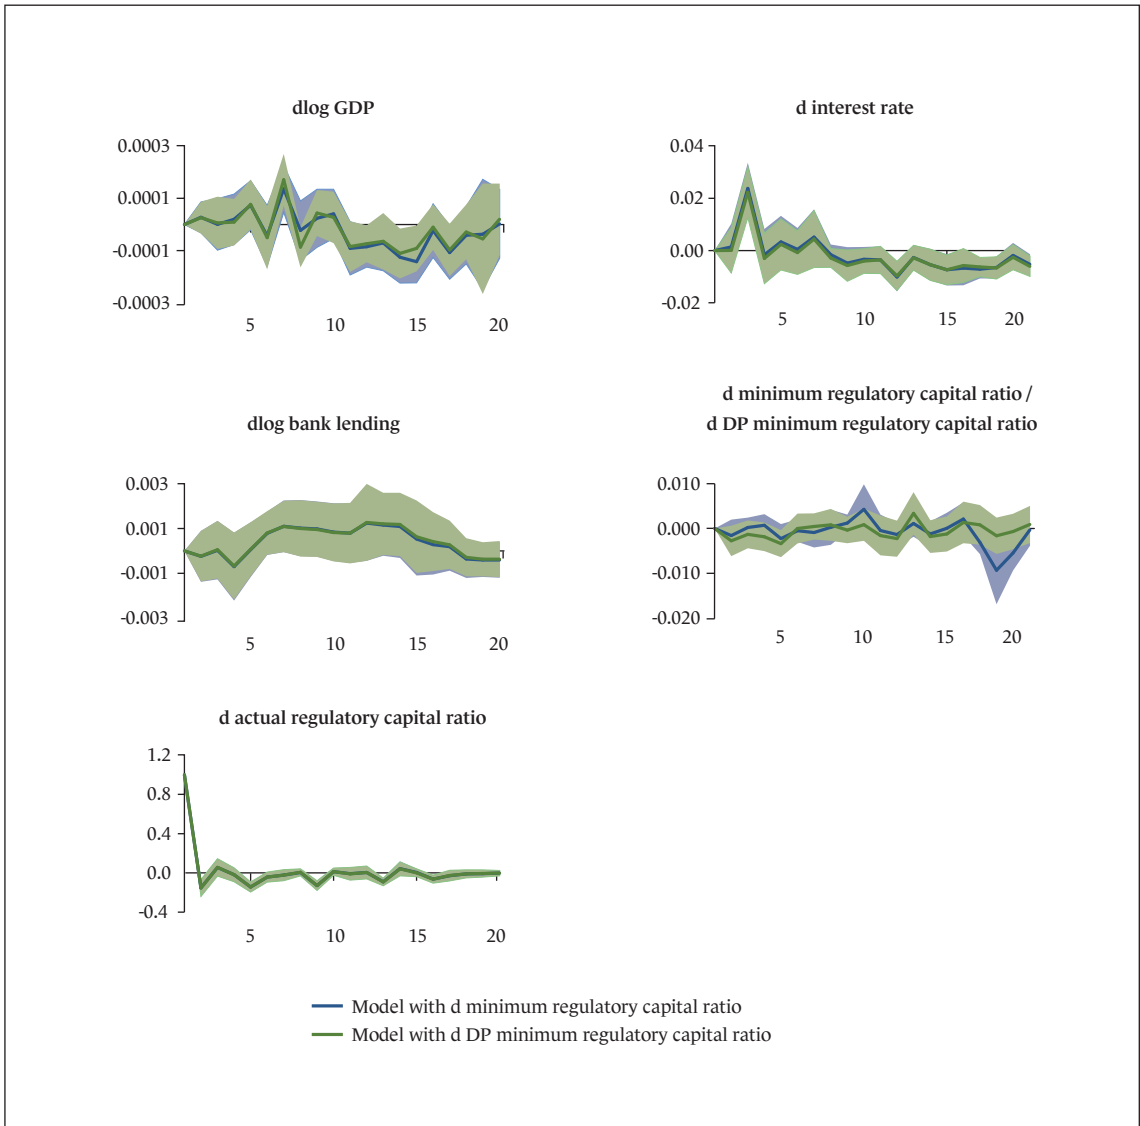 dlog GDP
0.0003
0.0001
-0.0001
-0.0003
5 10 15 20
d interest rate
0.04
0.02
0.00
-0.02
5 10 15 20
dlog bank lending
0.003
0.001
-0.001
-0.003
5 10 15 20
d minimum regulatory capital ratio /
d DP minimum regulatory capital ratio
0.010
0.000
-0.010
-0.020
5 10 15 20
d actual regulatory capital ratio
1.2
0.8
0.4
0.0
-0.4
5 10 15 20
Model with d minimum regulatory capital ratio
Model with d DP minimum regulatory capital ratio